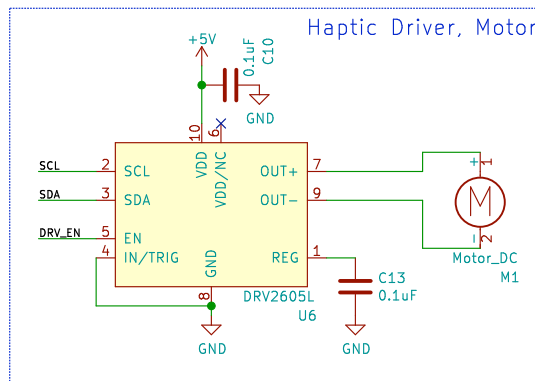 Haptic Driver, Motor
+5V
0.1uF
C10
GND
10
6
VDD
VDD/NC
SCL
2
SCL
OUT+
7
+
1
SDA
3
SDA
OUT-
9
M
DRV_EN
5
EN
-
2
4
IN/TRIG
GND
REG
1
Motor_DC
M1
8
DRV2605L
U6
C13
0.1uF
GND
GND